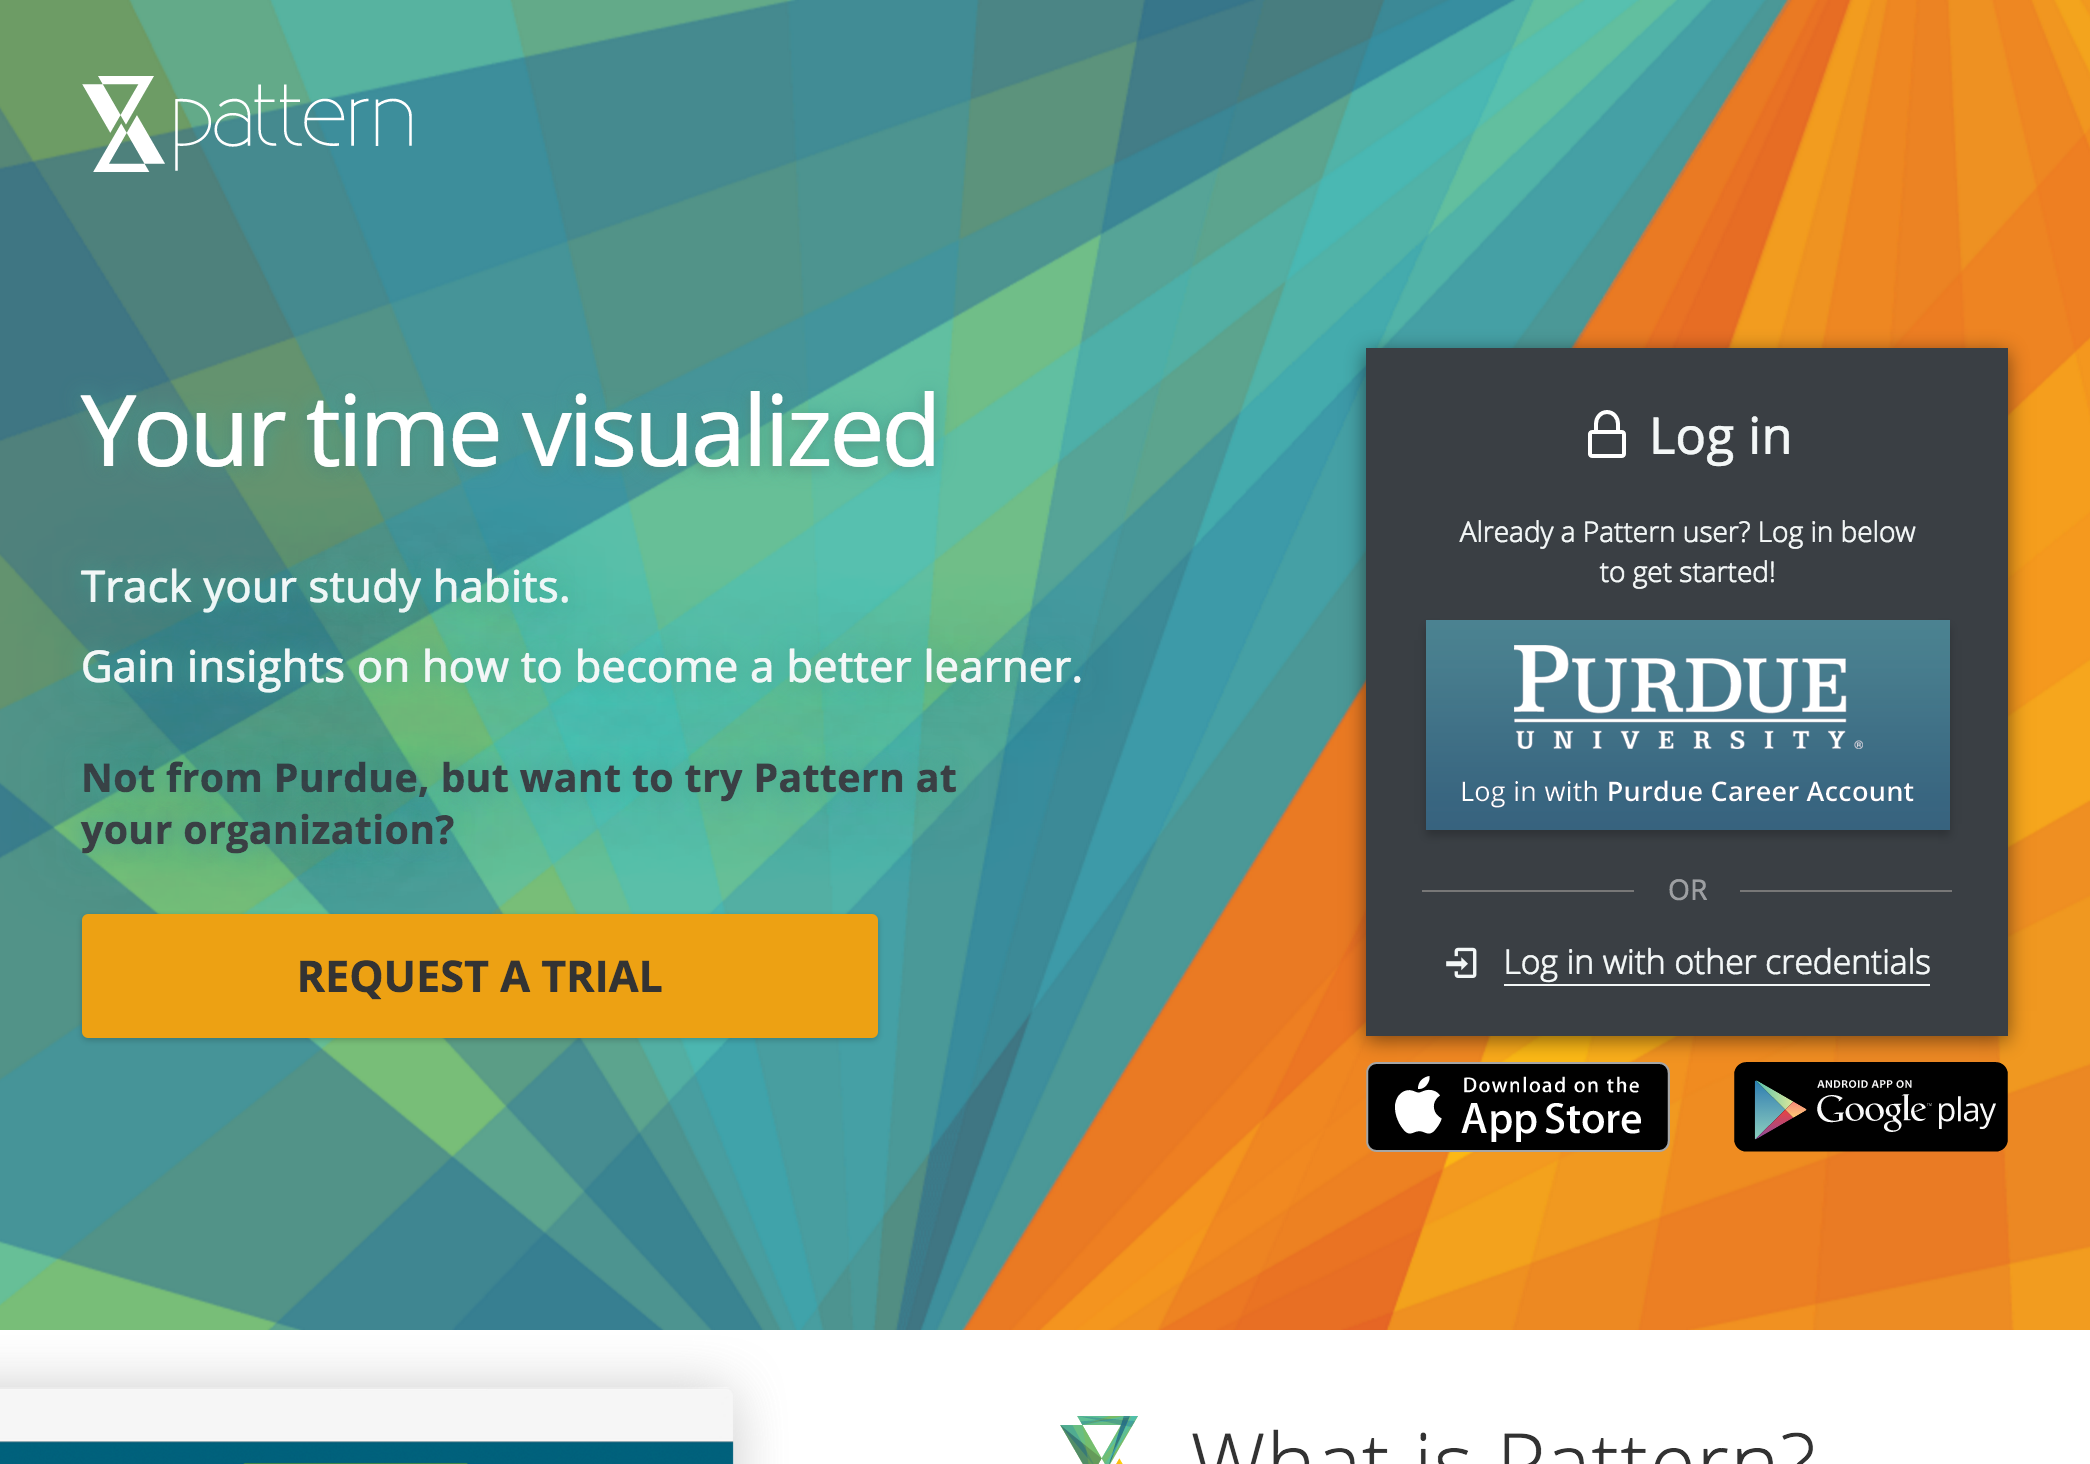 pattern
Your time visualized
Track your study habits.
Gain insights on how to become a better learner.
Not from Purdue, but want to try Pattern at
your organization?
REQUEST A TRIAL
Log in
Already a Pattern user? Log in below
to get started!
PURDUE
UNIVERSITY®
Log in with Purdue Career Account
OR
Log in with other credentials
Download on the
App Store
ANDROID APP ON
Google™ play
What is Pattern?